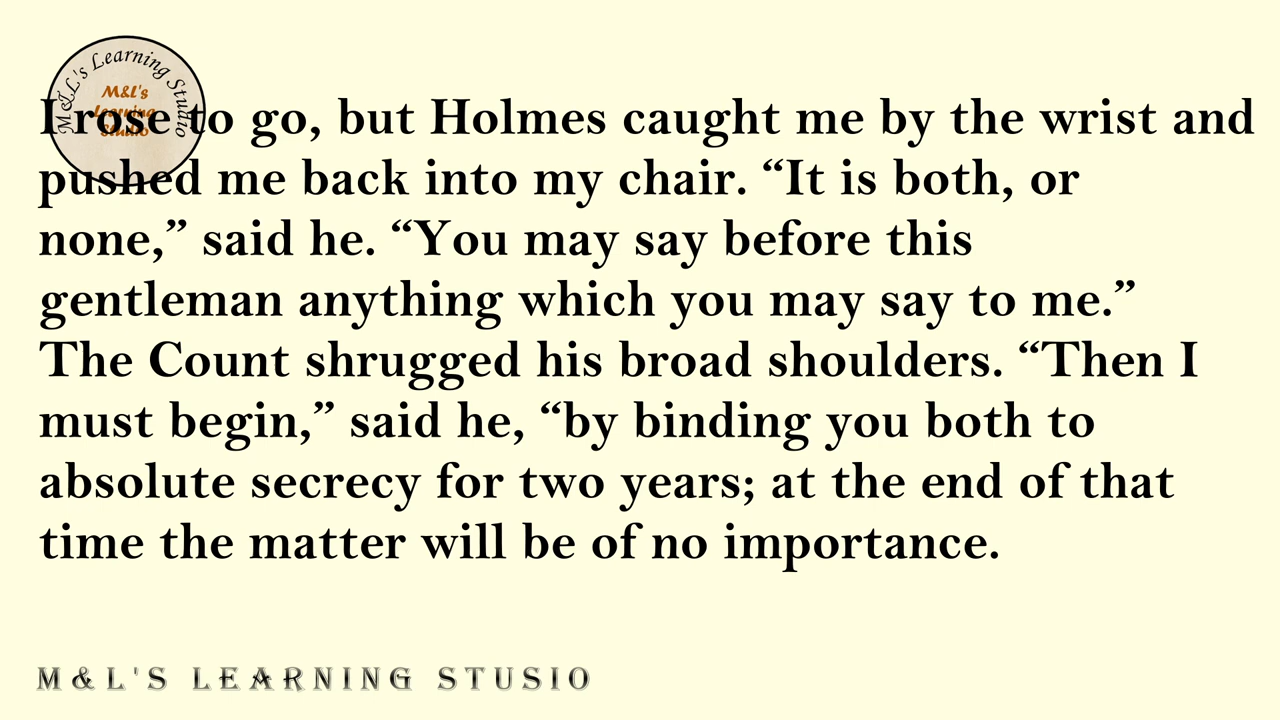 M&L's Learning Studio
M&L's
Learning
Studio
I rose to go, but Holmes caught me by the wrist and
pushed me back into my chair. “It is both, or
none,” said he. “You may say before this
gentleman anything which you may say to me.”
The Count shrugged his broad shoulders. “Then I
must begin,” said he, “by binding you both to
absolute secrecy for two years; at the end of that
time the matter will be of no importance.
M&L'S LEARNING STUSIO